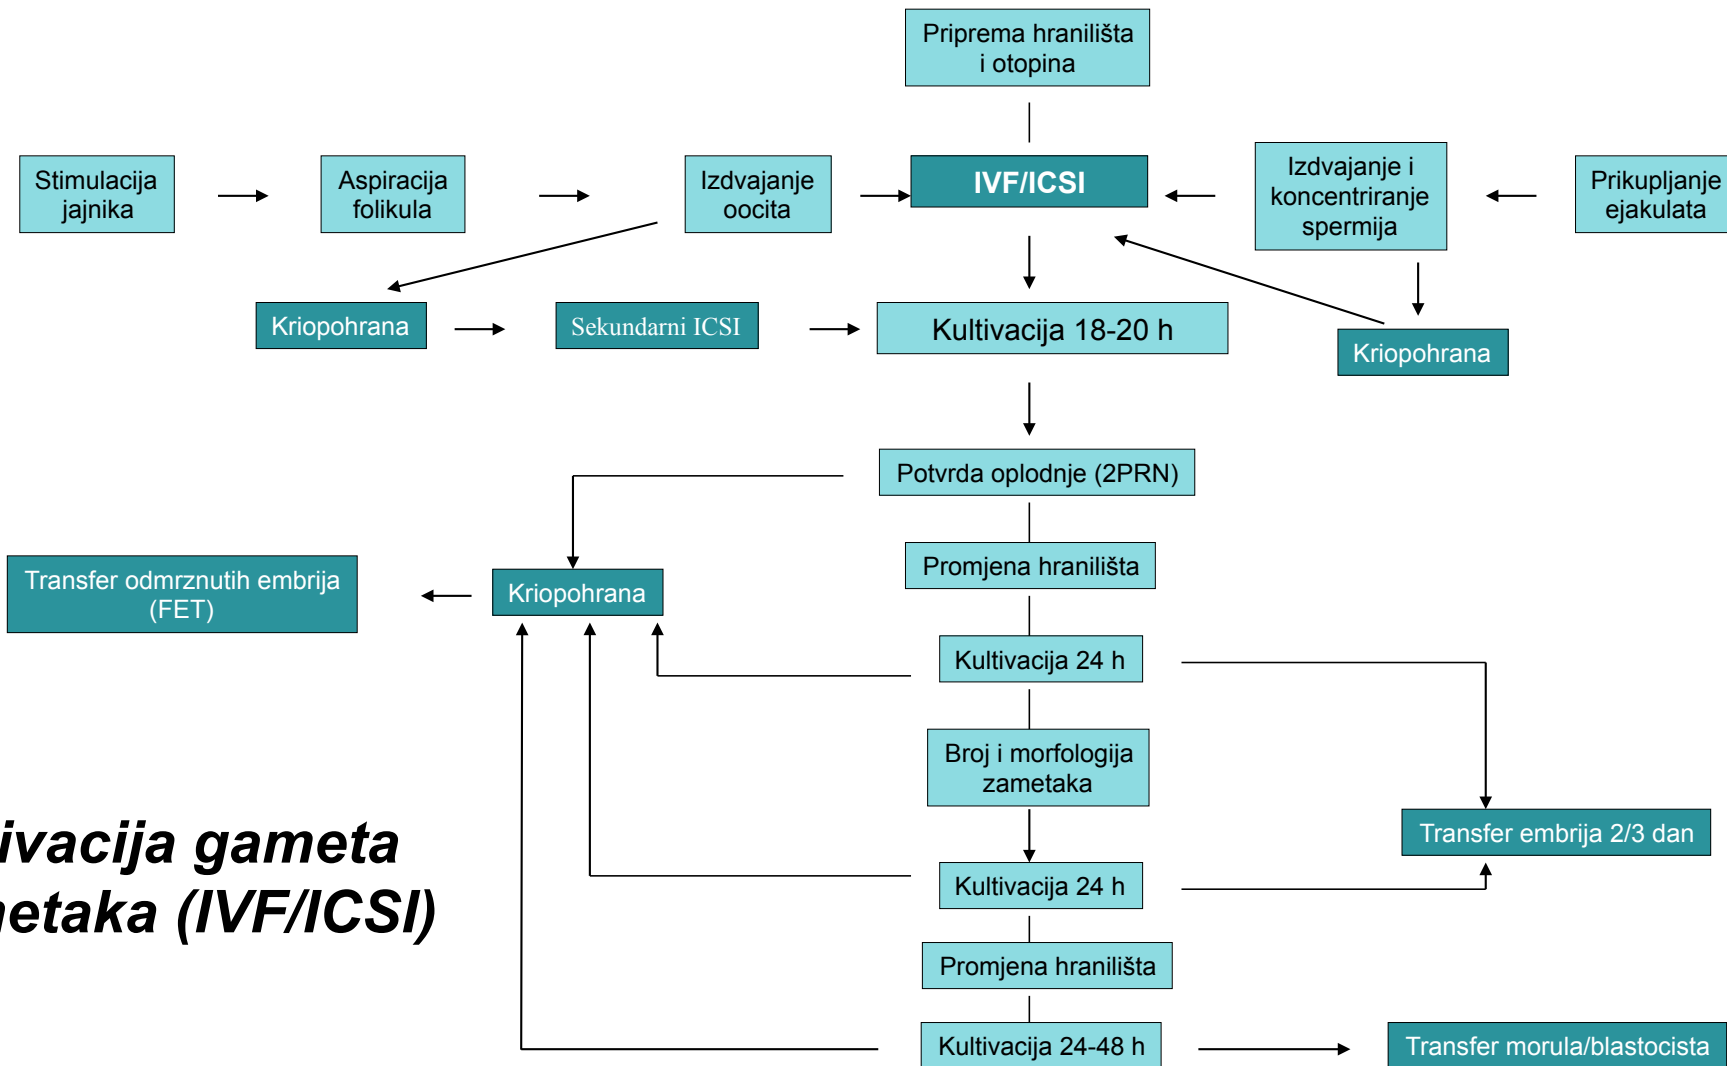 Priprema hranilišta
i otopina
Stimulacija
jajnika
Aspiracija
folikula
Izdvajanje
oocita
IVF/ICSI
Izdvajanje i
koncentriranje
spermija
Prikupljanje
ejakulata
Kriopohrana
Sekundarni ICSI
Kultivacija 18-20 h
Kriopohrana
Potvrda oplodnje (2PRN)
Promjena hranilišta
Transfer odmrznutih embrija
(FET)
Kriopohrana
Kultivacija 24 h
Broj i morfologija
zametaka
Transfer embrija 2/3 dan
ivacija gameta
netaka (IVF/ICSI)
Kultivacija 24 h
Promjena hranilišta
Kultivacija 24-48 h
Transfer morula/blastocista